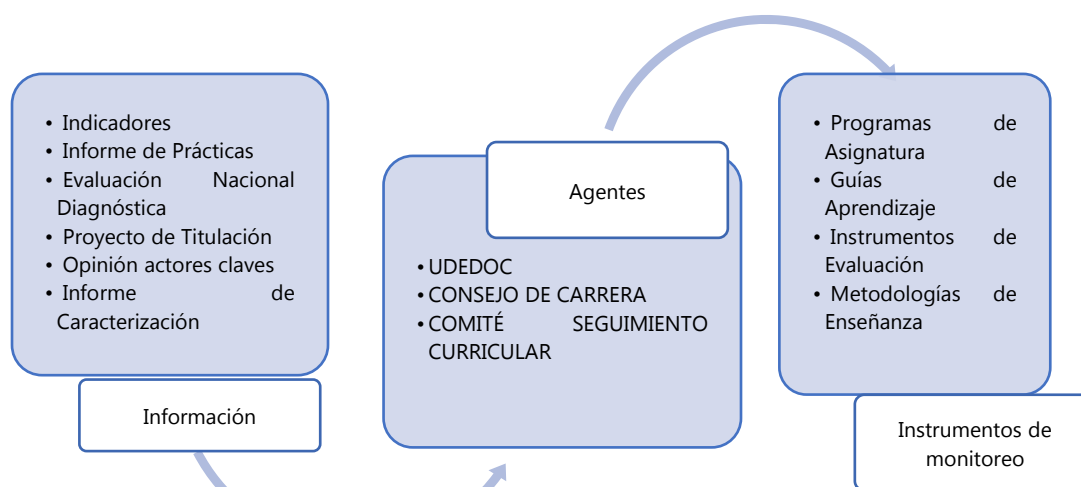 • Indicadores
• Informe de Prácticas
• Evaluación Nacional
Diagnóstica
• Proyecto de Titulación
• Opinión actores claves
• Informe de
Caracterización
Información
Agentes
• UDEDOC
• CONSEJO DE CARRERA
• COMITÉ SEGUIMIENTO
CURRICULAR
• Programas de
Asignatura
• Guías de
Aprendizaje
• Instrumentos de
Evaluación
• Metodologías de
Enseñanza
Instrumentos de
monitoreo